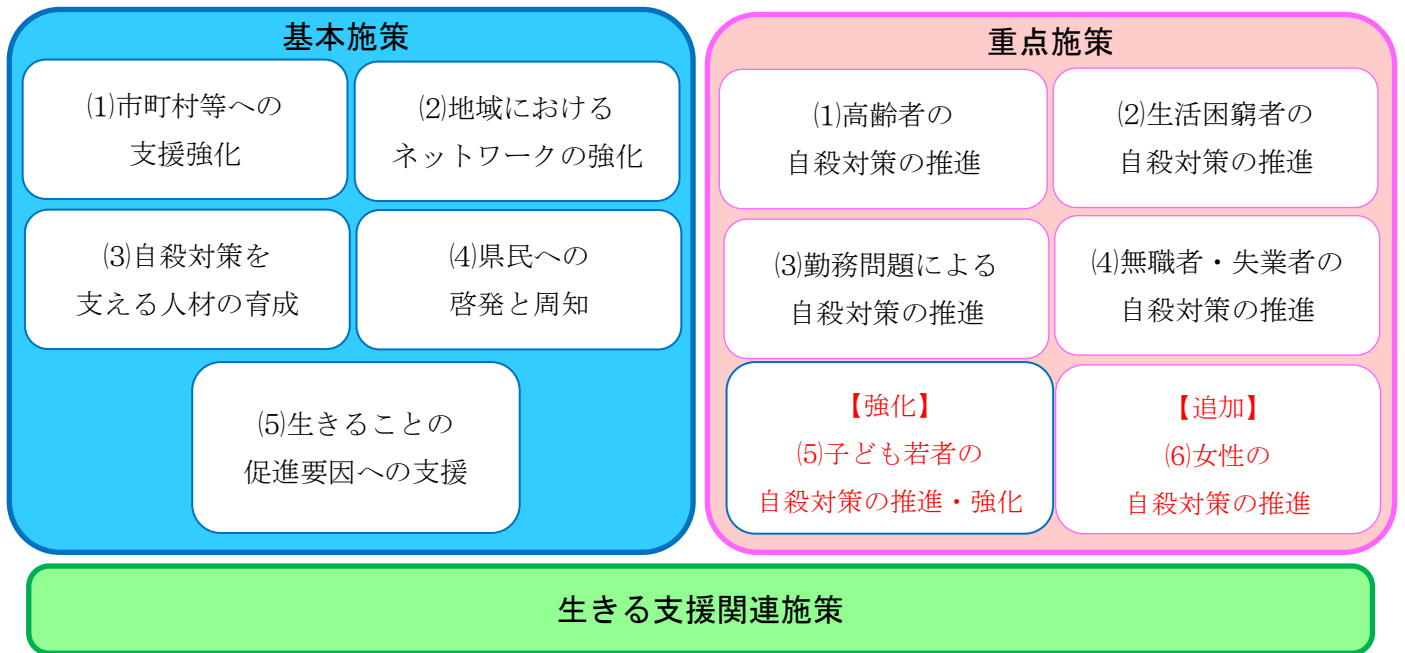 基本施策
⑴市町村等への
支援強化
⑵地域における
ネットワークの強化
⑶自殺対策を
支える人材の育成
⑷県民への
啓発と周知
⑸生きることの
促進要因への支援
重点施策
⑴高齢者の
自殺対策の推進
⑵生活困窮者の
自殺対策の推進
⑶勤務問題による
自殺対策の推進
⑷無職者・失業者の
自殺対策の推進
【強化】
⑸子ども若者の
自殺対策の推進・強化
【追加】
⑹女性の
自殺対策の推進
生きる支援関連施策